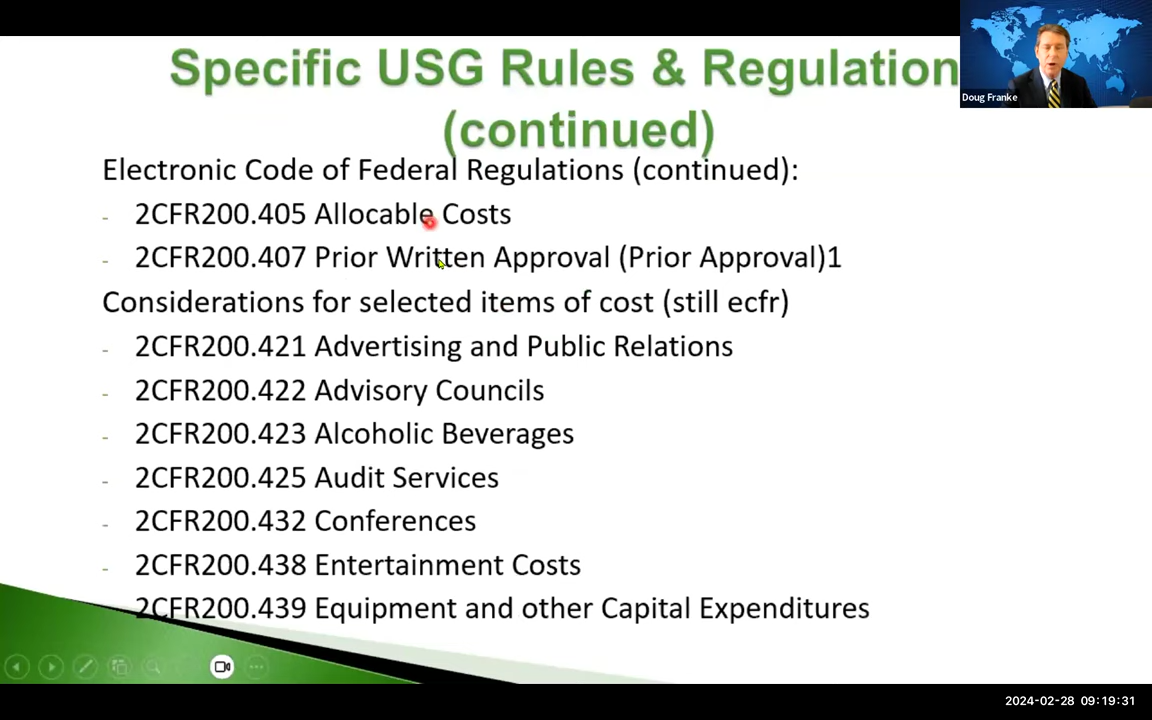 Specific USG Rules & Regulation
(continued)
Doug Franke
Electronic Code of Federal Regulations (continued):
- 2CFR200.405 Allocable Costs
- 2CFR200.407 Prior Written Approval (Prior Approval)1
Considerations for selected items of cost (still ecfr)
- 2CFR200.421 Advertising and Public Relations
- 2CFR200.422 Advisory Councils
- 2CFR200.423 Alcoholic Beverages
- 2CFR200.425 Audit Services
- 2CFR200.432 Conferences
- 2CFR200.438 Entertainment Costs
- 2CFR200.439 Equipment and other Capital Expenditures
2024-02-28 09:19:31